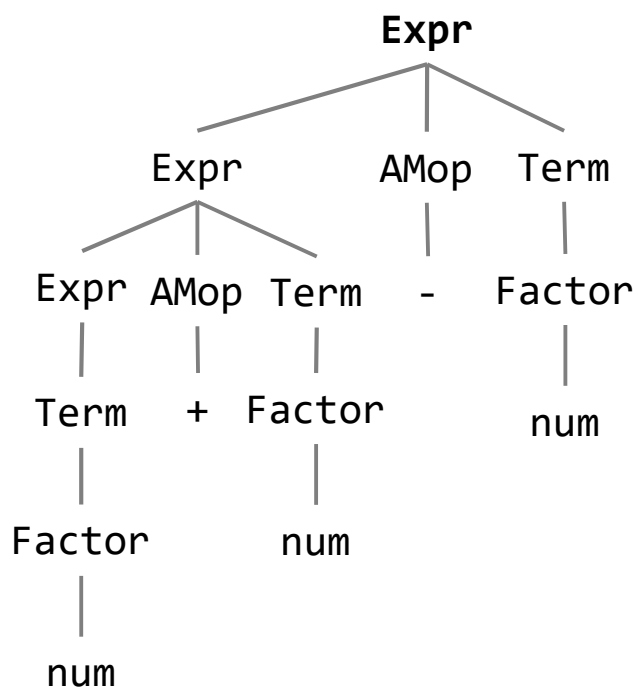 Expr
Expr AMop Term
Expr AMop Term - Factor
Term + Factor num
Factor num
num